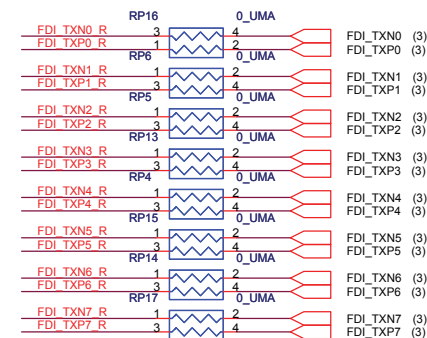 RP16 0_UMA
FDI_TXN0_R 3 4 FDI_TXN0 (3)
FDI_TXP0_R 1 2 FDI_TXP0 (3)
RP6 0_UMA
FDI_TXN1_R 1 2 FDI_TXN1 (3)
FDI_TXP1_R 3 4 FDI_TXP1 (3)
RP5 0_UMA
FDI_TXN2_R 1 2 FDI_TXN2 (3)
FDI_TXP2_R 3 4 FDI_TXP2 (3)
RP13 0_UMA
FDI_TXN3_R 1 2 FDI_TXN3 (3)
FDI_TXP3_R 3 4 FDI_TXP3 (3)
RP4 0_UMA
FDI_TXN4_R 1 2 FDI_TXN4 (3)
FDI_TXP4_R 3 4 FDI_TXP4 (3)
RP15 0_UMA
FDI_TXN5_R 1 2 FDI_TXN5 (3)
FDI_TXP5_R 3 4 FDI_TXP5 (3)
RP14 0_UMA
FDI_TXN6_R 1 2 FDI_TXN6 (3)
FDI_TXP6_R 3 4 FDI_TXP6 (3)
RP17 0_UMA
FDI_TXN7_R 1 2 FDI_TXN7 (3)
FDI_TXP7_R 3 4 FDI_TXP7 (3)